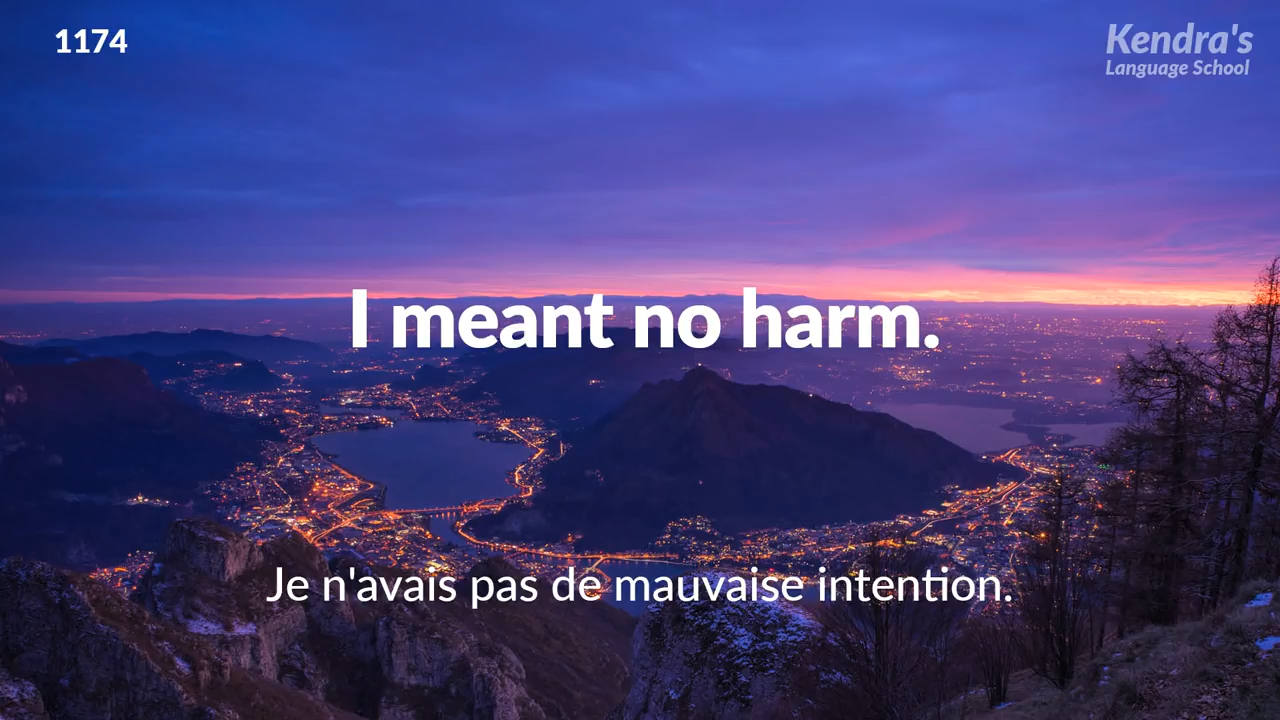 1174
Kendra's
Language School
I meant no harm.
Je n'avais pas de mauvaise intention.